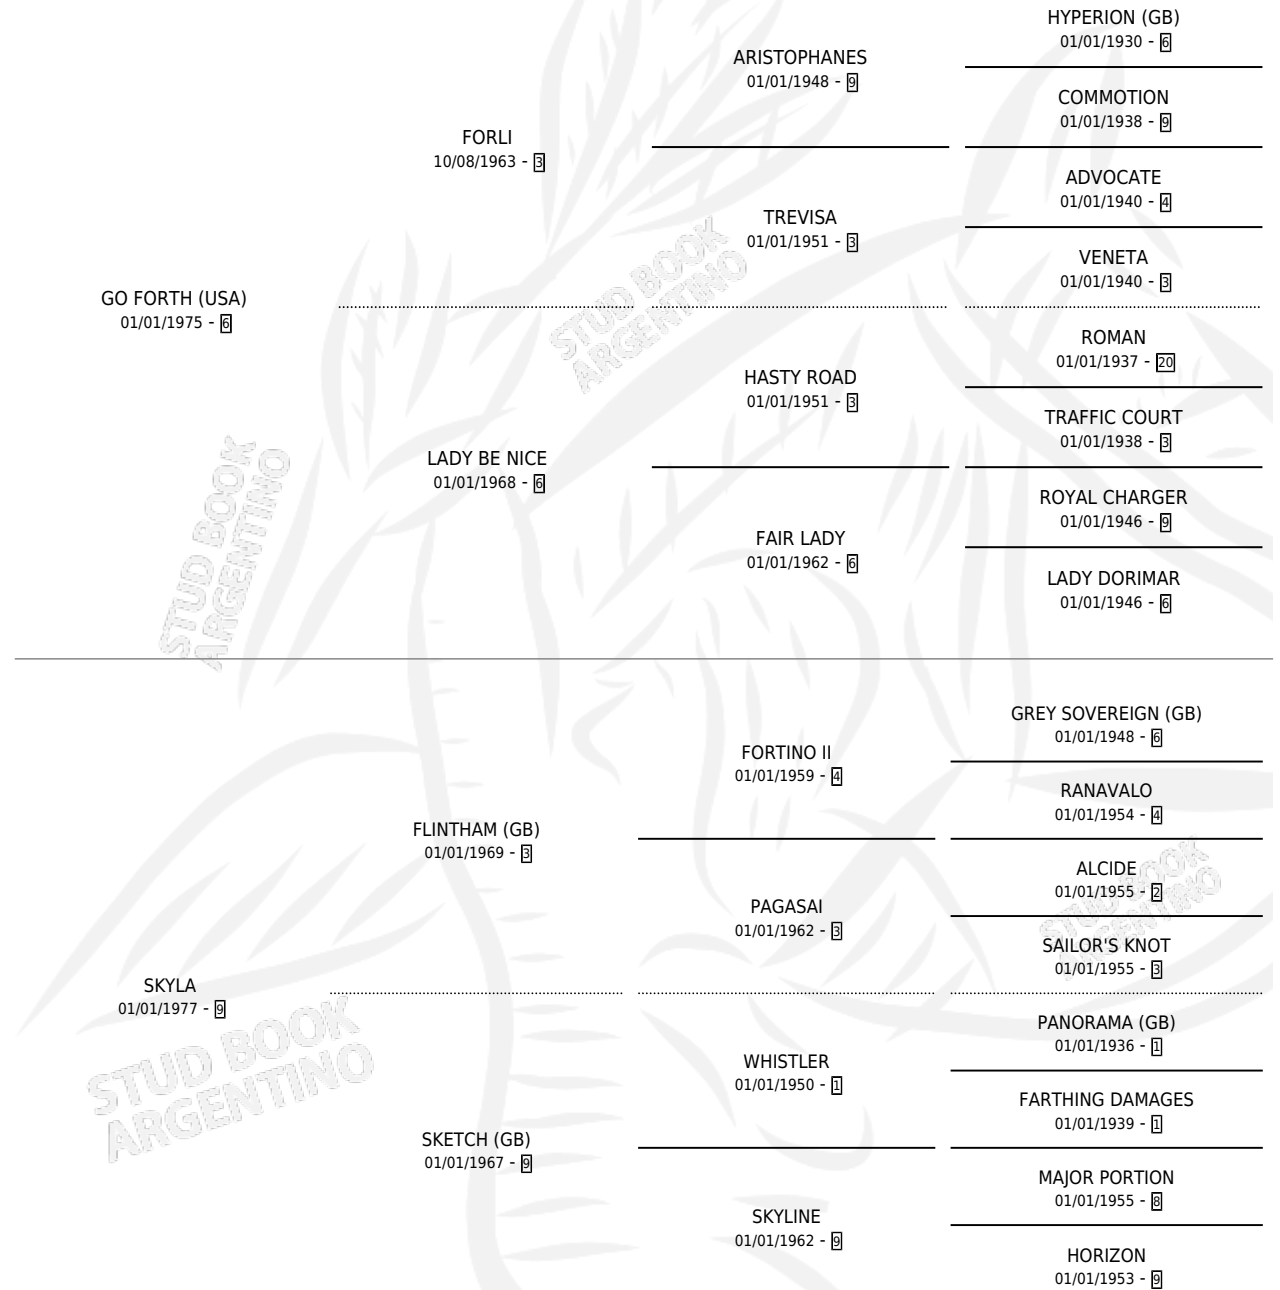 HYPERION (GB)
01/01/1930 - 6
ARISTOPHANES
01/01/1948 - 9
COMMOTION
01/01/1938 - 9
FORLI
10/08/1963 - 3
ADVOCATE
01/01/1940 - 4
TREVISA
01/01/1951 - 3
VENETA
01/01/1940 - 3
GO FORTH (USA)
01/01/1975 - 6
ROMAN
01/01/1937 - 20
HASTY ROAD
01/01/1951 - 3
TRAFFIC COURT
01/01/1938 - 3
LADY BE NICE
01/01/1968 - 6
ROYAL CHARGER
01/01/1946 - 9
FAIR LADY
01/01/1962 - 6
LADY DORIMAR
01/01/1946 - 6
STUD BOOK
ARGENTINO
STUD BOOK
ARGENTINO
GREY SOVEREIGN (GB)
01/01/1948 - 6
FORTINO II
01/01/1959 - 4
RANAVALO
01/01/1954 - 4
FLINTHAM (GB)
01/01/1969 - 3
ALCIDE
01/01/1955 - 2
PAGASAI
01/01/1962 - 3
SAILOR'S KNOT
01/01/1955 - 3
STUD BOOK
ARGENTINO
SKYLA
01/01/1977 - 9
PANORAMA (GB)
01/01/1936 - 1
WHISTLER
01/01/1950 - 1
FARTHING DAMAGES
01/01/1939 - 1
SKETCH (GB)
01/01/1967 - 9
MAJOR PORTION
01/01/1955 - 8
SKYLINE
01/01/1962 - 9
HORIZON
01/01/1953 - 9
STUD BOOK
ARGENTINO